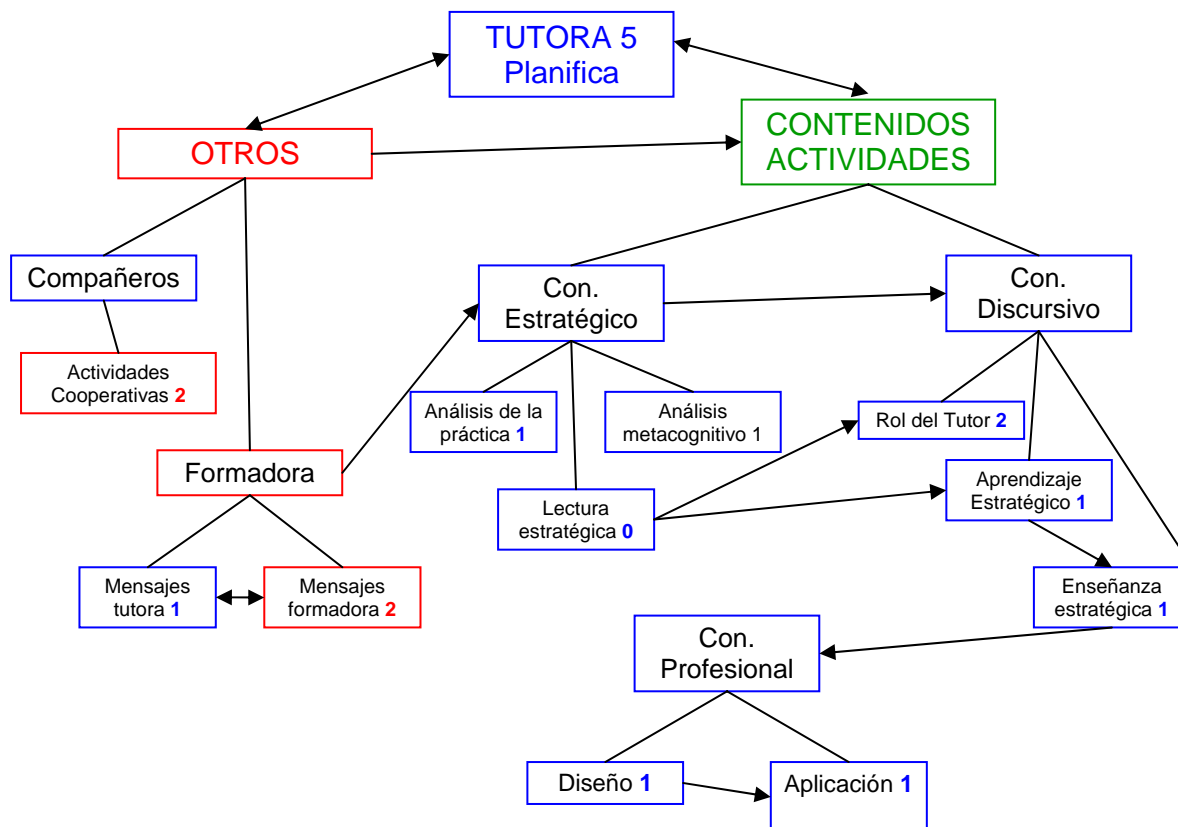 TUTORA 5
Planifica
OTROS
CONTENIDOS
ACTIVIDADES
Compañeros
Con.
Estratégico
Con.
Discursivo
Actividades
Cooperativas 2
Análisis de la
práctica 1
Análisis
metacognitivo 1
Rol del Tutor 2
Formadora
Lectura
estratégica 0
Aprendizaje
Estratégico 1
Mensajes
tutora 1
Mensajes
formadora 2
Enseñanza
estratégica 1
Con.
Profesional
Diseño 1
Aplicación 1